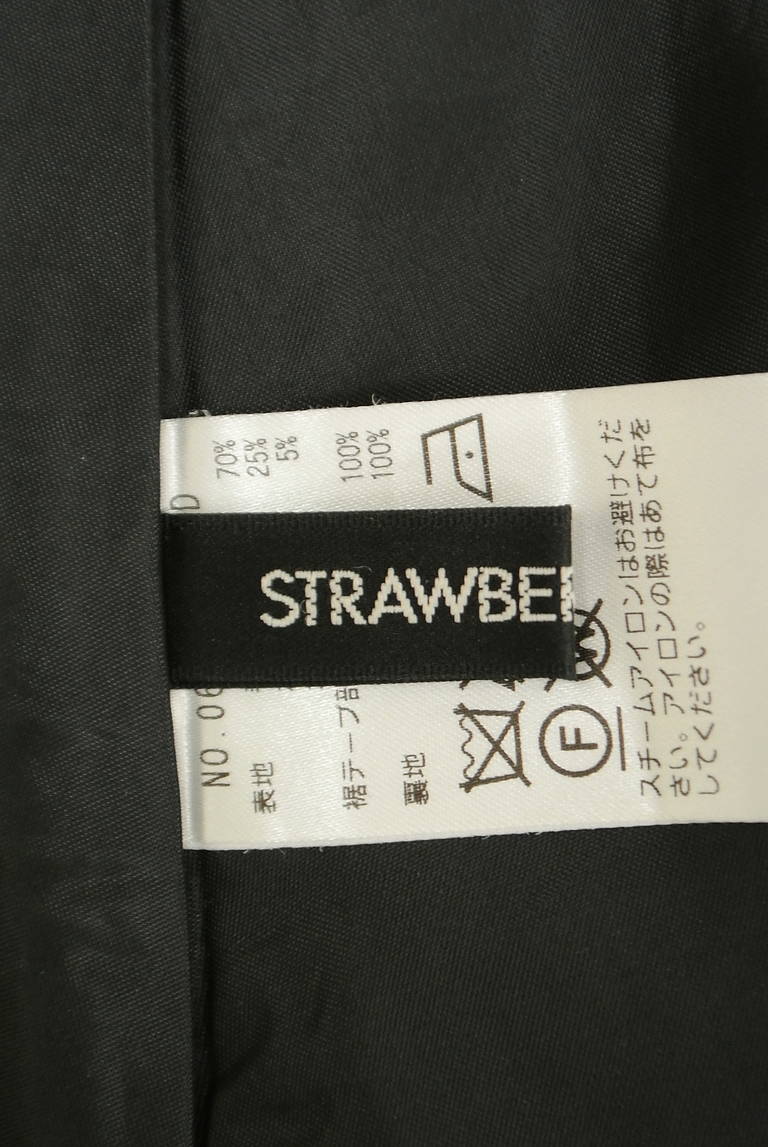 STRAWBE
NO.06
D
表地
70%
25%
5%
裾テープ部
100%
裏地
100%
F
W
スチームアイロンはお避けくだ
さい。アイロンの際はあて布を
してください。